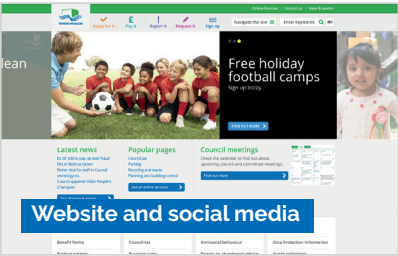 Online Services Contact us News & events
Apply for it
Pay it
Report it
Request it
Sign up
Navigate the site
Enter Keywords
lean
Free holiday
football camps
Sign up today
FIND OUT MORE
Latest news
Popular pages
Council meetings
Council tax
Parking
Recycling and waste
Planning and building control
See all online services
Check the calendar to find out about
upcoming council and committee meetings
Find out more
Website and social media
Benefit forms
Council tax
Antisocial behaviour
Data Protection information